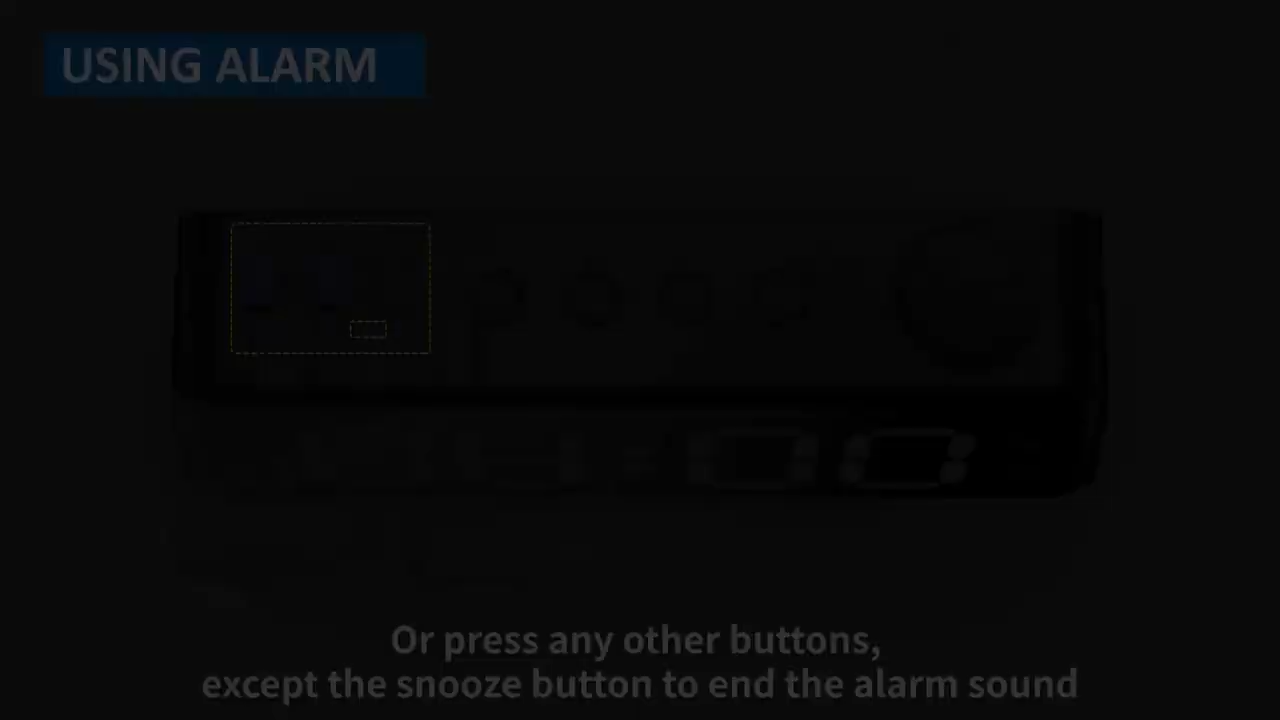 USING ALARM
Or press any other buttons,
except the snooze button to end the alarm sound